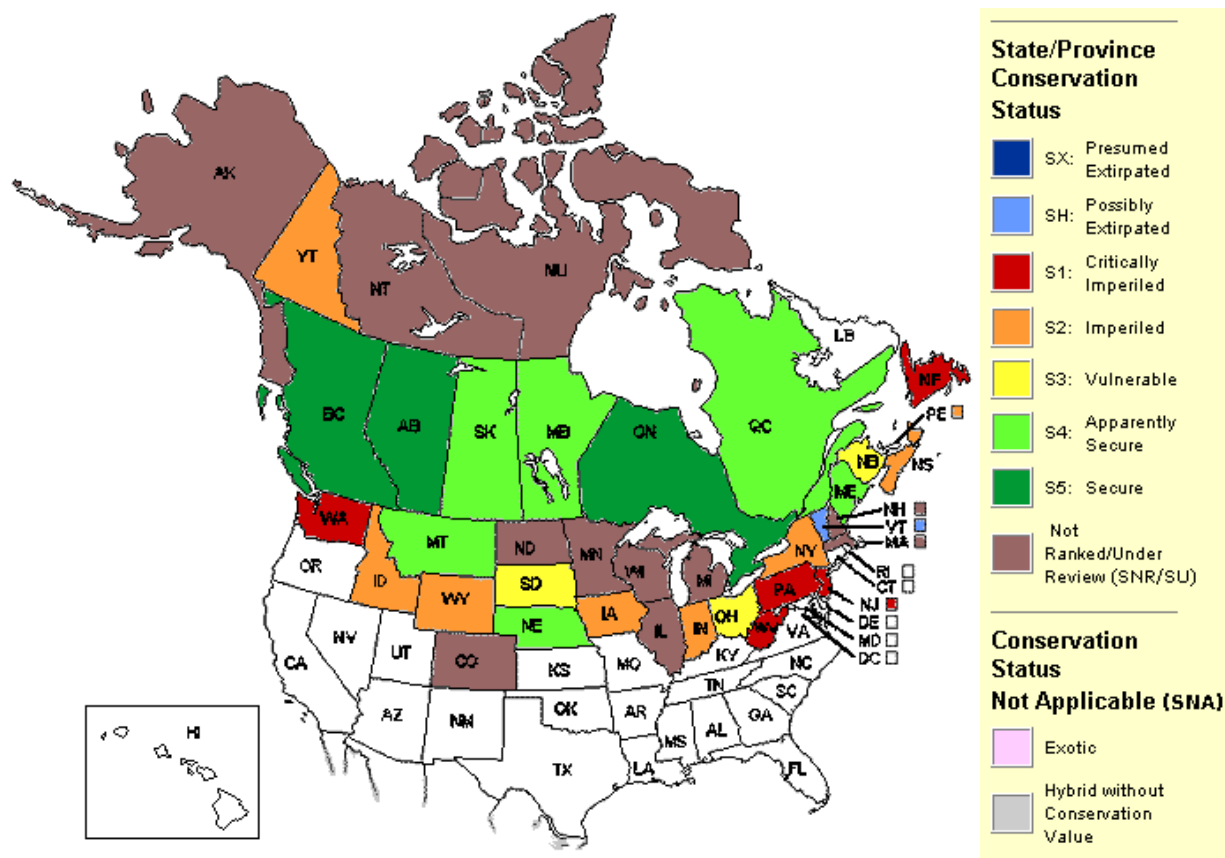 AK
YT
NT
NU
BC
AB
SK
MB
ON
QC
LB
NF
PE
NB
NS
ME
NH
VT
MA
RI
CT
NJ
DE
MD
DC
WA
OR
ID
MT
ND
MN
WI
MI
NY
PA
WY
SD
IA
NE
IL
IN
OH
WV
VA
KY
CA
NV
UT
CO
KS
MO
TN
NC
SC
AZ
NM
OK
AR
MS
AL
GA
TX
LA
FL
HI
State/Province
Conservation
Status
SX: Presumed
Extirpated
SH: Possibly
Extirpated
S1: Critically
Imperiled
S2: Imperiled
S3: Vulnerable
S4: Apparently
Secure
S5: Secure
Not
Ranked/Under
Review (SNR/SU)
Conservation
Status
Not Applicable (SNA)
Exotic
Hybrid without
Conservation
Value